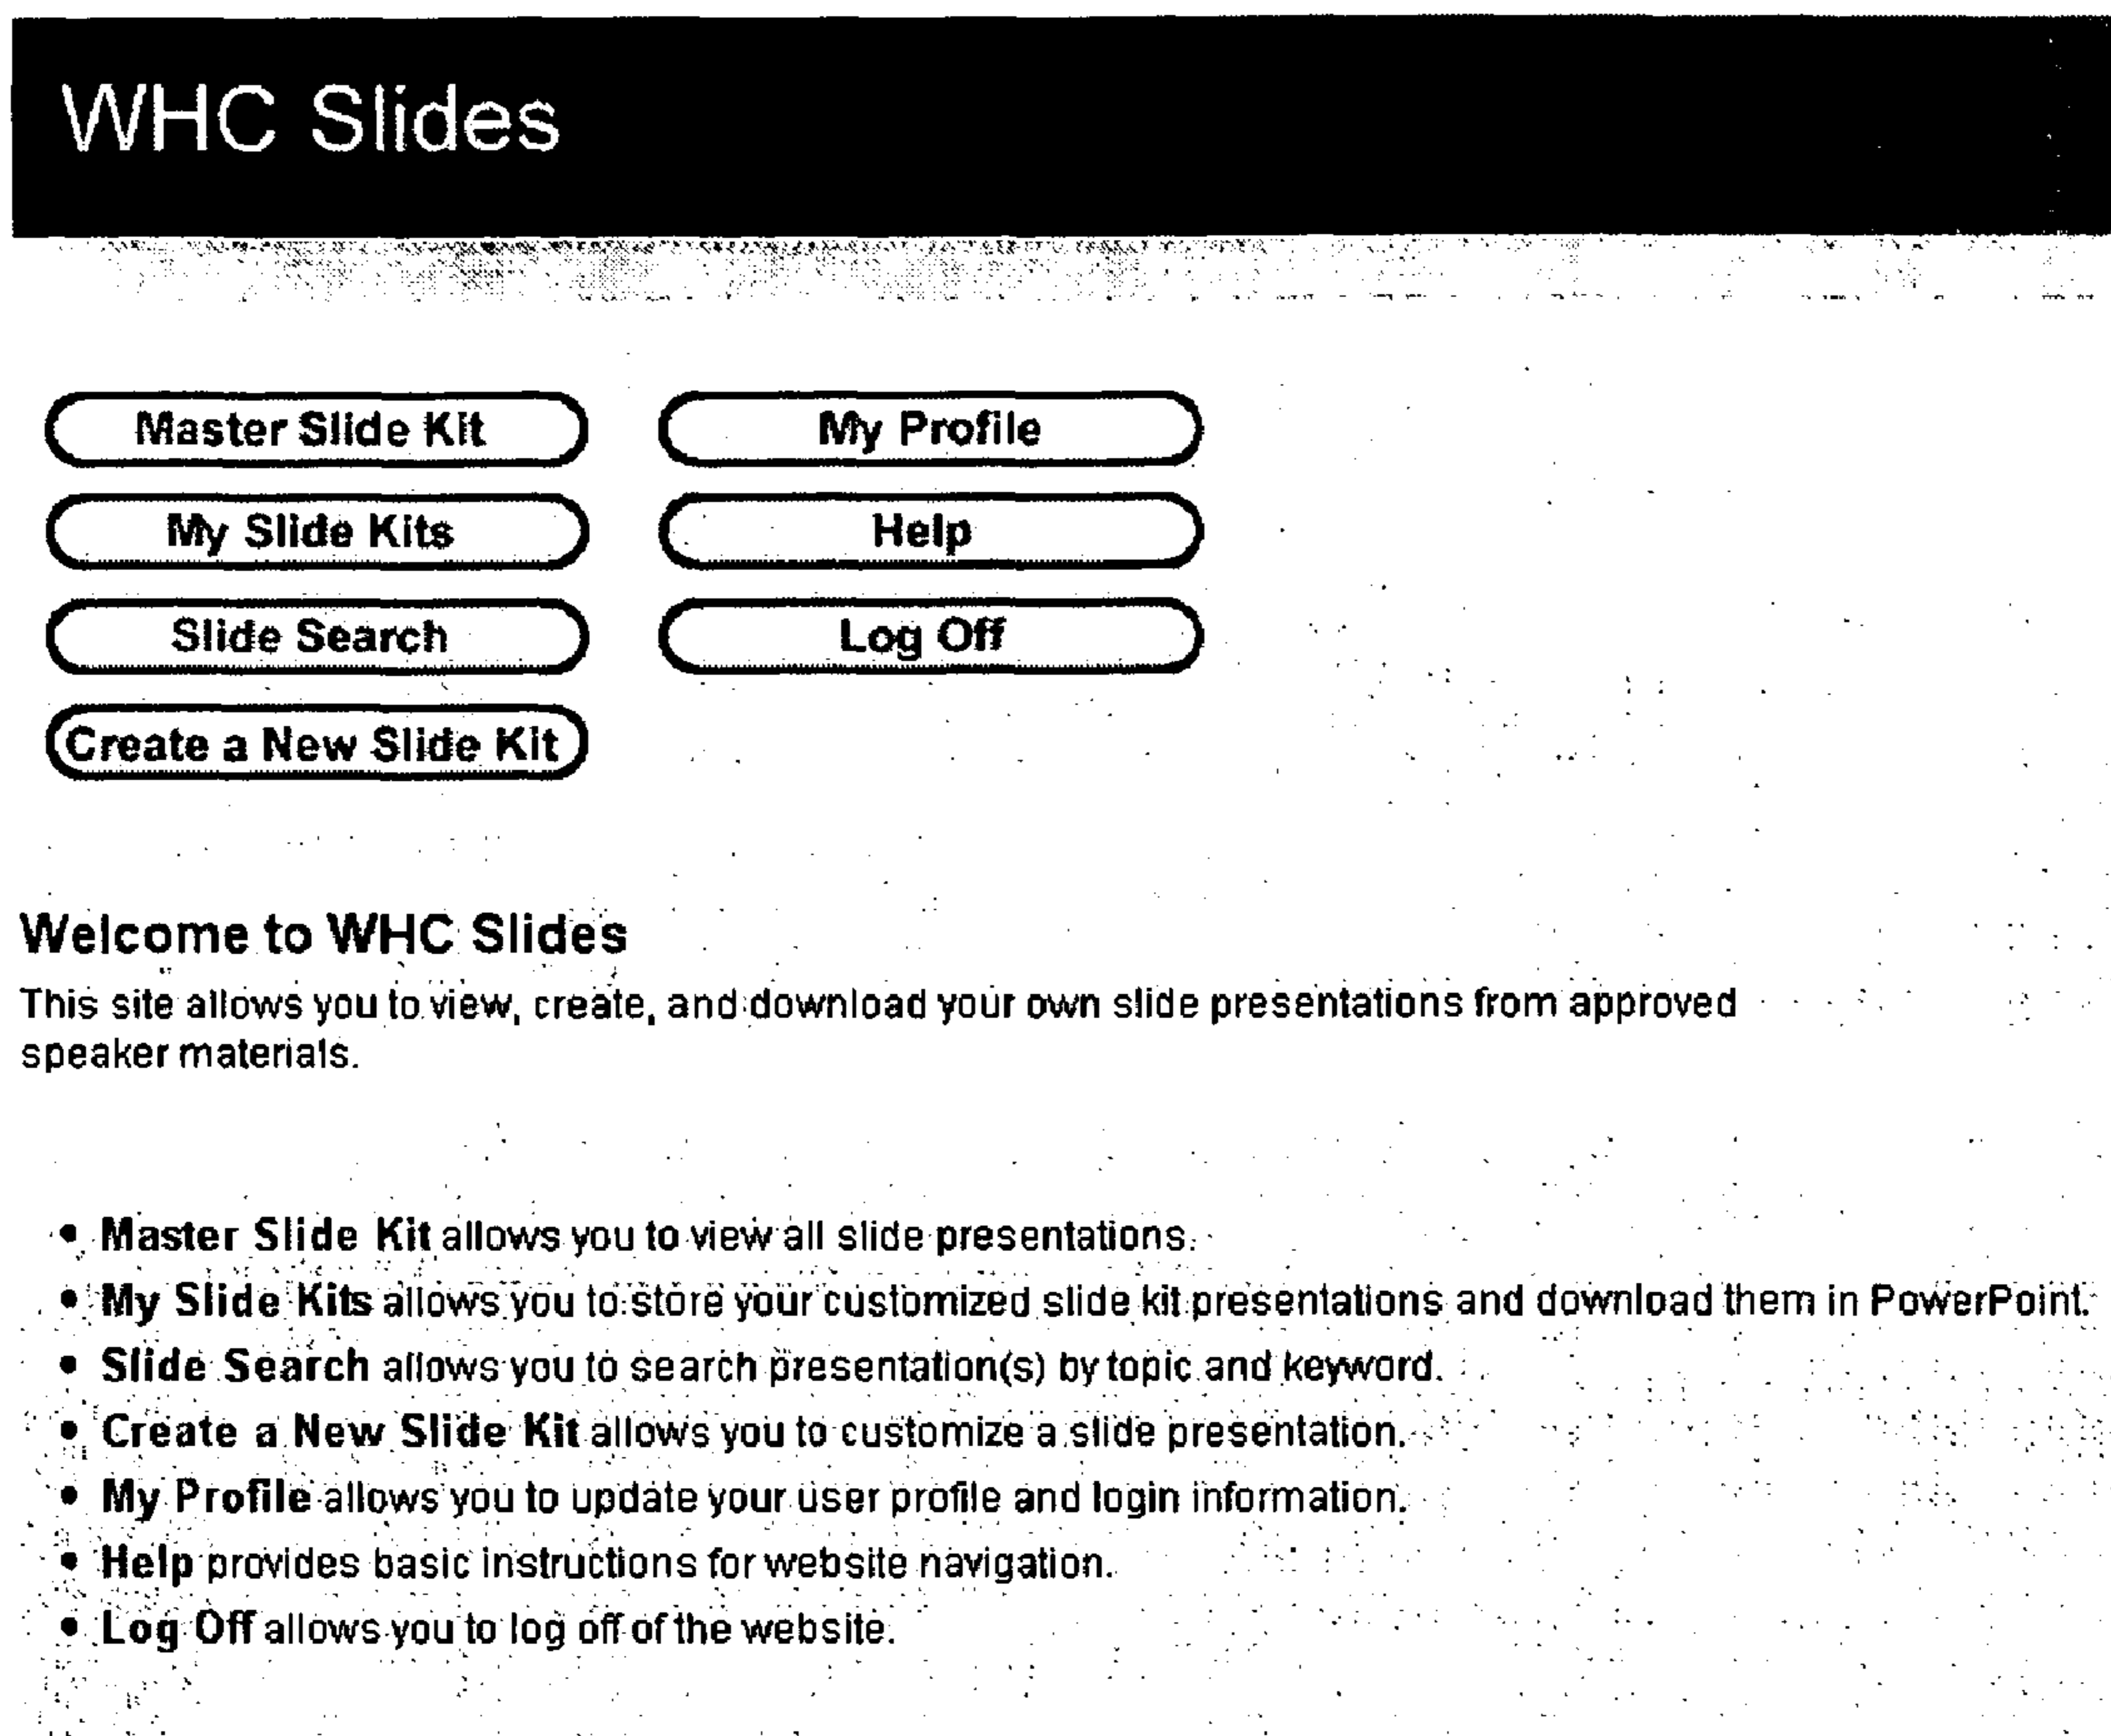 WHC Slides
Master Slide Kit
My Profile
My Slide Kits
Help
Slide Search
Log Off
Create a New Slide Kit
Welcome to WHC Slides
This site allows you to view, create, and download your own slide presentations from approved
speaker materials.
• Master Slide Kit allows you to view all slide presentations.
• My Slide Kits allows you to store your customized slide kit presentations and download them in PowerPoint.
• Slide Search allows you to search presentation(s) by topic and keyword.
• Create a New Slide Kit allows you to customize a slide presentation.
• My Profile allows you to update your user profile and login information.
• Help provides basic instructions for website navigation.
• Log Off allows you to log off of the website.